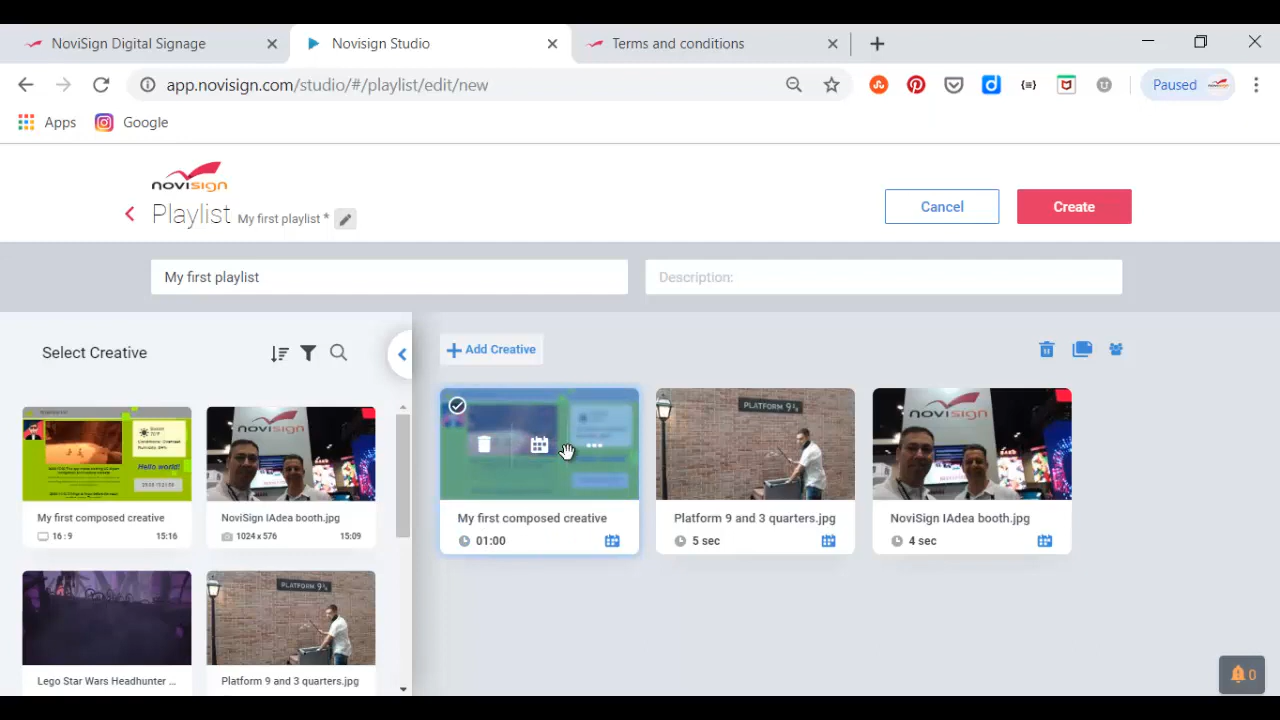 NoviSign Digital Signage
Novisign Studio
Terms and conditions
app.novisign.com/studio/#/playlist/edit/new
Paused
Apps
Google
novisign
Playlist My first playlist *
Cancel
Create
My first playlist
Description:
Select Creative
Add Creative
My first composed creative
16 : 9 15:16
NoviSign IAdea booth.jpg
1024 x 576 15:09
Lego Star Wars Headhunter ...
Platform 9 and 3 quarters.jpg
My first composed creative
01:00
Platform 9 and 3 quarters.jpg
5 sec
NoviSign IAdea booth.jpg
4 sec
PLATFORM 9¾
novisign
Hello world!
0